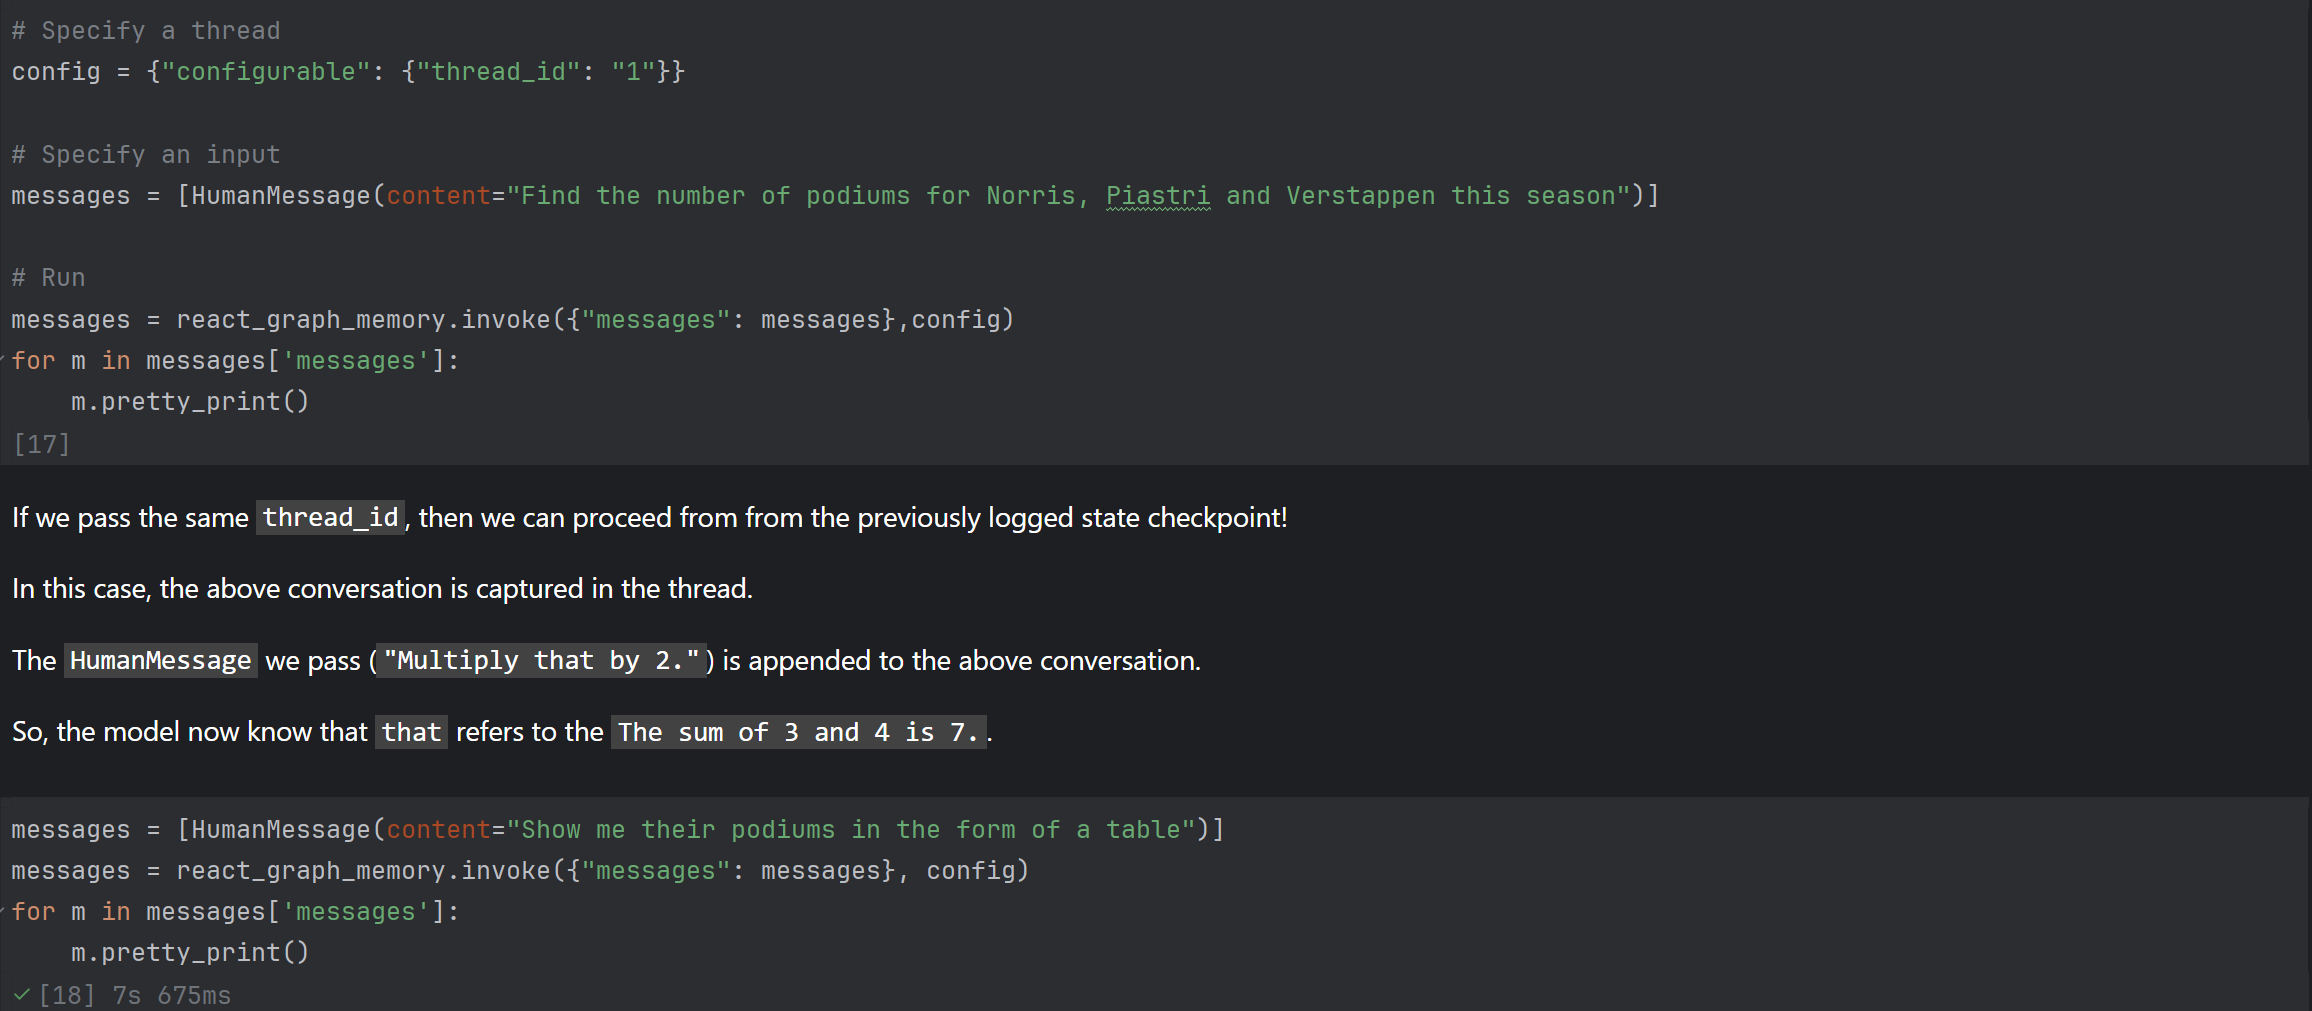 # Specify a thread
config = {"configurable": {"thread_id": "1"}}
# Specify an input
messages = [HumanMessage(content="Find the number of podiums for Norris, Piastri and Verstappen this season")]
# Run
messages = react_graph_memory.invoke({"messages": messages},config)
for m in messages['messages']:
    m.pretty_print()
[17]
If we pass the same thread_id, then we can proceed from from the previously logged state checkpoint!
In this case, the above conversation is captured in the thread.
The HumanMessage we pass ("Multiply that by 2.") is appended to the above conversation.
So, the model now know that that refers to the The sum of 3 and 4 is 7..
messages = [HumanMessage(content="Show me their podiums in the form of a table")]
messages = react_graph_memory.invoke({"messages": messages}, config)
for m in messages['messages']:
    m.pretty_print()
[18] 7s 675ms